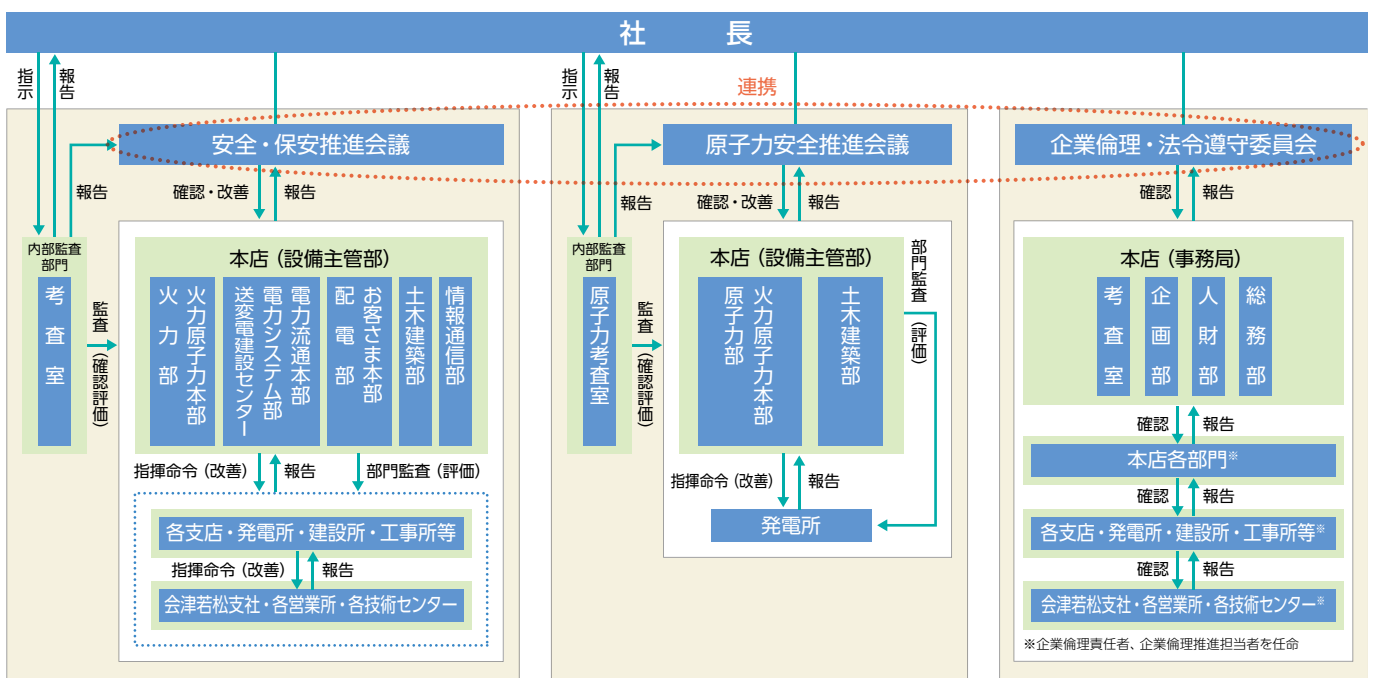 社長
連携
指示
報告
安全・保安推進会議
報告
確認・改善
報告
内部監査
部門
考査室
監査（確認評価）
本店（設備主管部）
火力原子力本部
火力部
電力流通本部
電力システム部
送変電建設センター
お客さま本部
配電部
土木建築部
情報通信部
指揮命令（改善）
報告
部門監査（評価）
各支店・発電所・建設所・工事所等
指揮命令（改善）
報告
会津若松支社・各営業所・各技術センター
指示
報告
原子力安全推進会議
報告
確認・改善
報告
内部監査
部門
原子力考査室
監査（確認評価）
本店（設備主管部）
火力原子力本部
原子力部
土木建築部
部門監査（評価）
指揮命令（改善）
報告
発電所
企業倫理・法令遵守委員会
確認
報告
本店（事務局）
考査室
企画部
人財部
総務部
確認
報告
本店各部門※
確認
報告
各支店・発電所・建設所・工事所等※
確認
報告
会津若松支社・各営業所・各技術センター※
※企業倫理責任者、企業倫理推進担当者を任命